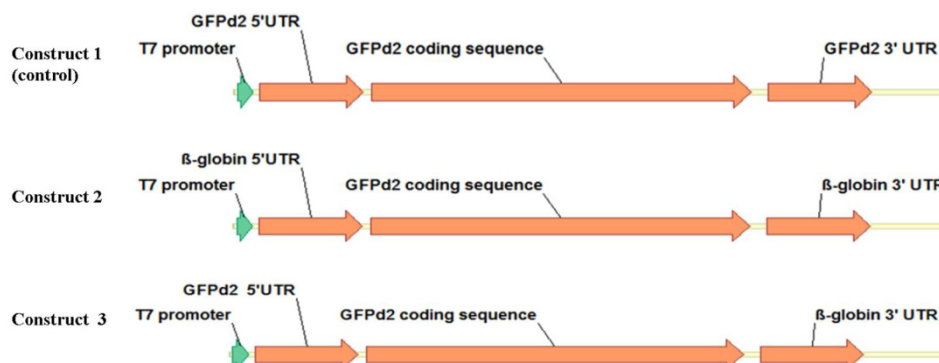 GFPd2 5'UTR
T7 promoter
GFPd2 coding sequence
GFPd2 3' UTR
Construct 1
(control)
ß-globin 5'UTR
T7 promoter
GFPd2 coding sequence
ß-globin 3' UTR
Construct 2
GFPd2  5'UTR
T7 promoter
GFPd2 coding sequence
ß-globin 3' UTR
Construct  3